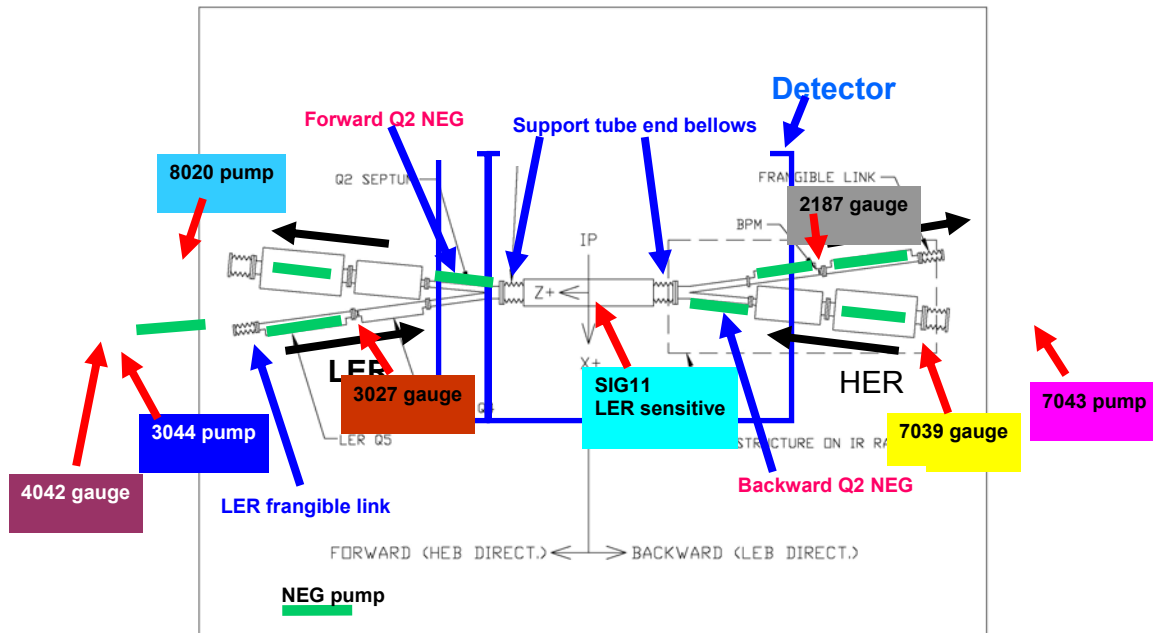 Detector
Forward Q2 NEG
Support tube end bellows
8020 pump
Q2 SEPTUM
FRANGIBLE LINK
2187 gauge
BPM
IP
Z+
X+
LER
3027 gauge
SIG11
LER sensitive
HER
7043 pump
7039 gauge
3044 pump
LER Q5
STRUCTURE ON IR RA
4042 gauge
LER frangible link
Backward Q2 NEG
FORWARD (HEB DIRECT.)
BACKWARD (LEB DIRECT.)
NEG pump